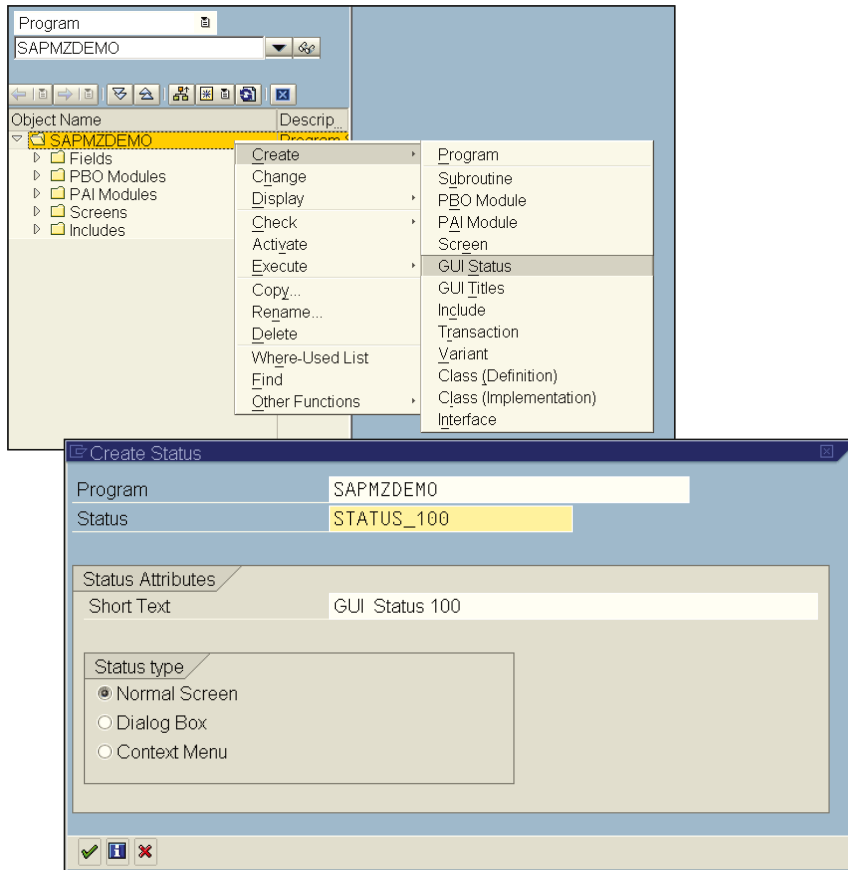 Program
SAPMZDEMO
Object Name Descrip...
SAPMZDEMO Program S
Fields
PBO Modules
PAI Modules
Screens
Includes
Create
Change
Display
Check
Activate
Execute
Copy...
Rename...
Delete
Where-Used List
Find
Other Functions
Program
Subroutine
PBO Module
PAI Module
Screen
GUI Status
GUI Titles
Include
Transaction
Variant
Class (Definition)
Class (Implementation)
Interface
Create Status
Program SAPMZDEMO
Status STATUS_100
Status Attributes
Short Text GUI Status 100
Status type
Normal Screen
Dialog Box
Context Menu